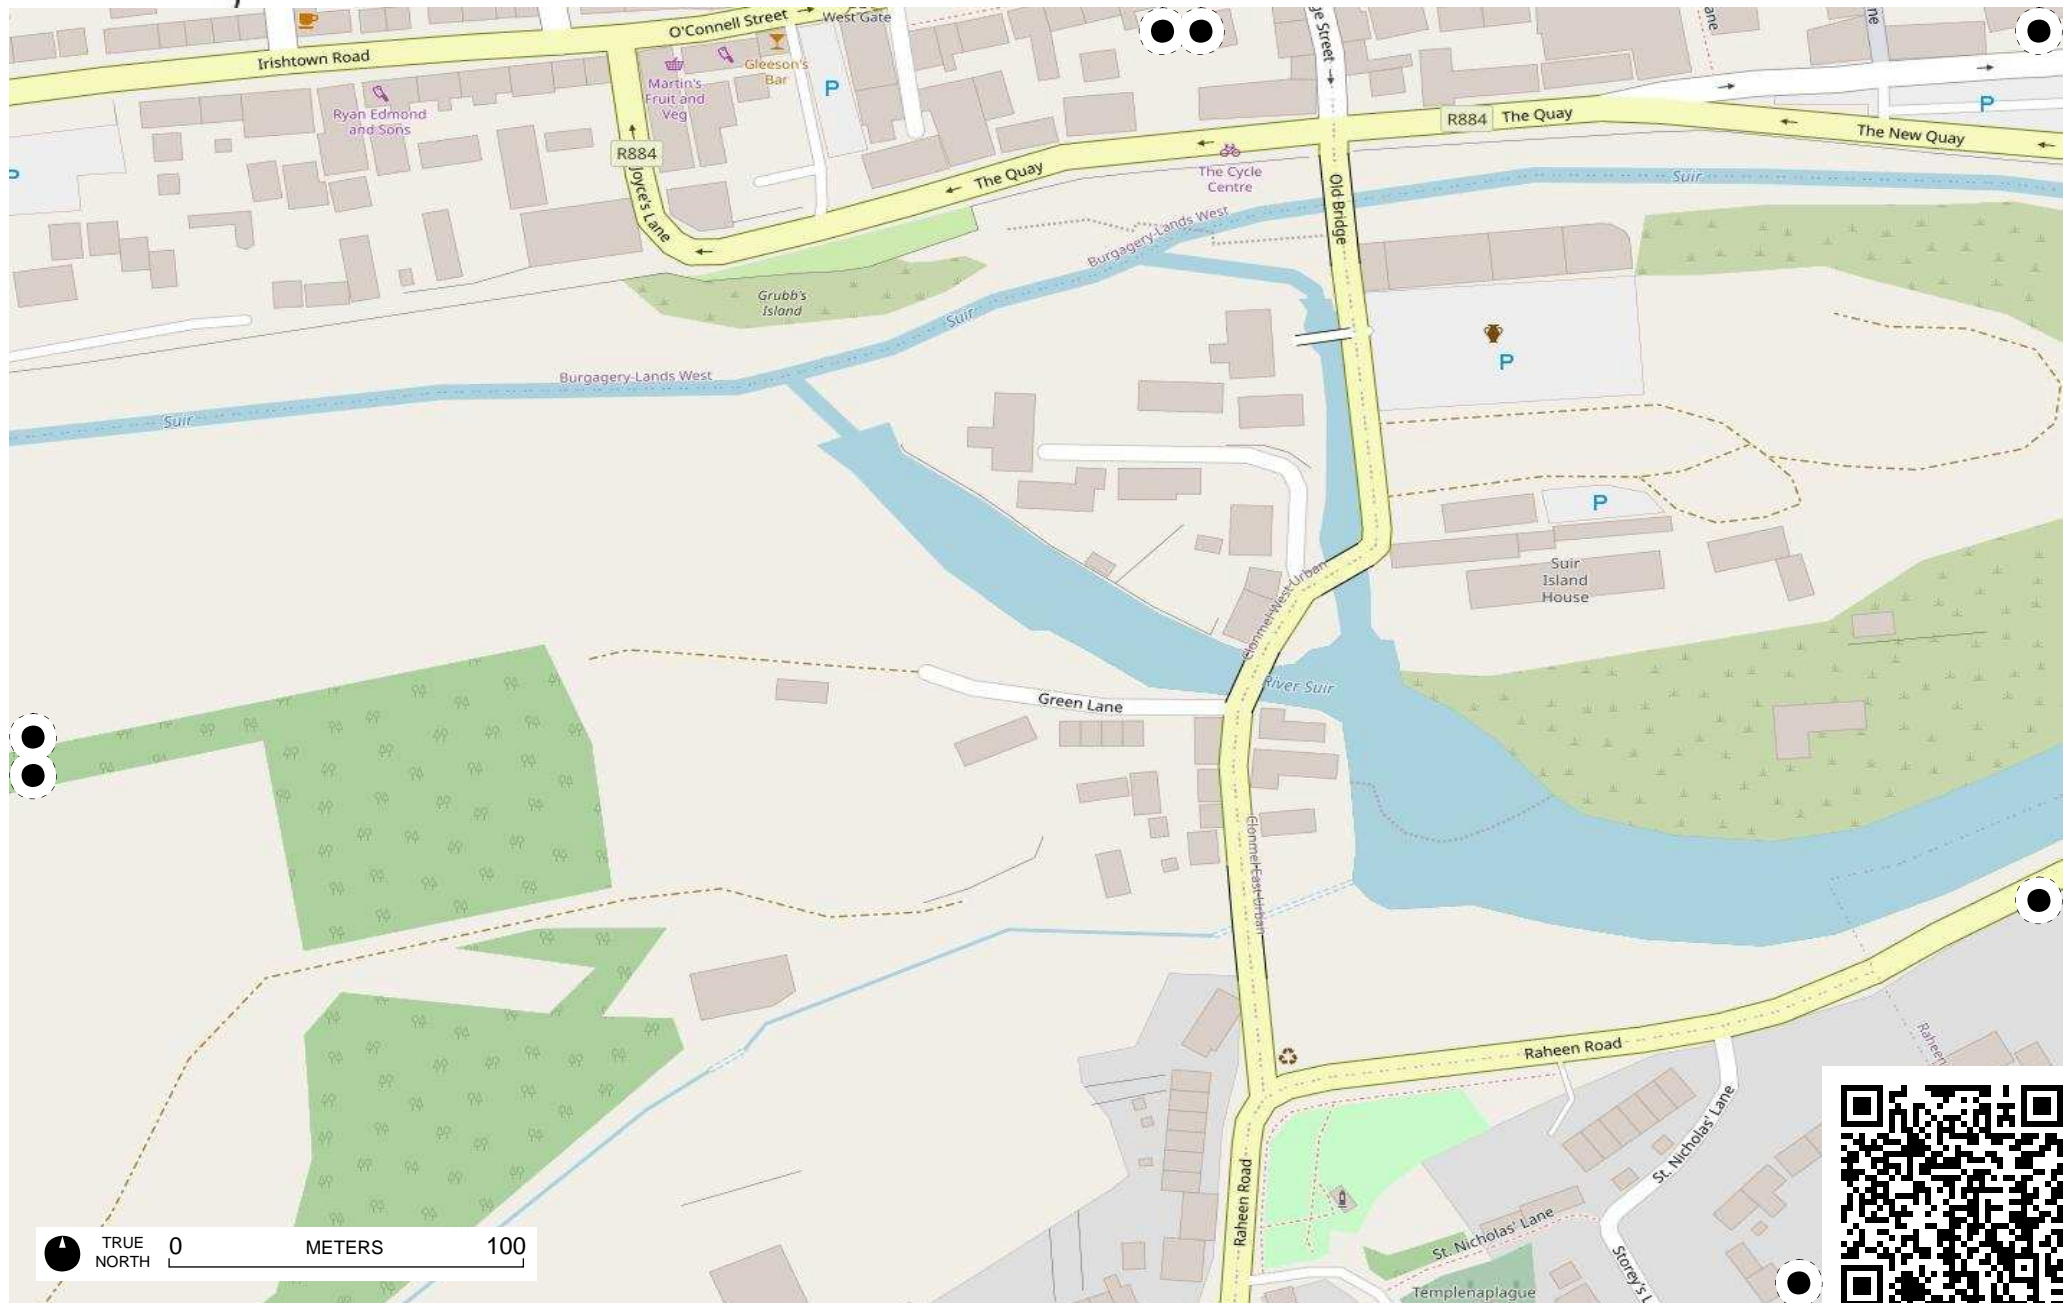 O'Connell Street
West Gate
Irishtown Road
Gleeson's
Bar
Martin's
Fruit and
Veg
P
Ryan Edmond
and Sons
R884
Joyce's Lane
The Quay
R884
The Quay
The New Quay
P
P
The Cycle
Centre
Old Bridge
Suir
Burgagery-Lands West
Grubb's
Island
Suir
Burgagery-Lands West
Suir
P
P
Suir
Island
House
Clonmel West Urban
River Suir
Green Lane
Clonmel East Urban
Raheen Road
Raheen
St. Nicholas' Lane
St. Nicholas' Lane
Raheen Road
Templenaplague
TRUE
NORTH
0 METERS 100